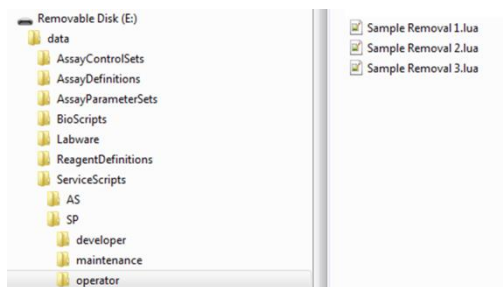 Removable Disk (E:)
data
AssayControlSets
AssayDefinitions
AssayParameterSets
BioScripts
Labware
ReagentDefinitions
ServiceScripts
AS
SP
developer
maintenance
operator
Sample Removal 1.lua
Sample Removal 2.lua
Sample Removal 3.lua